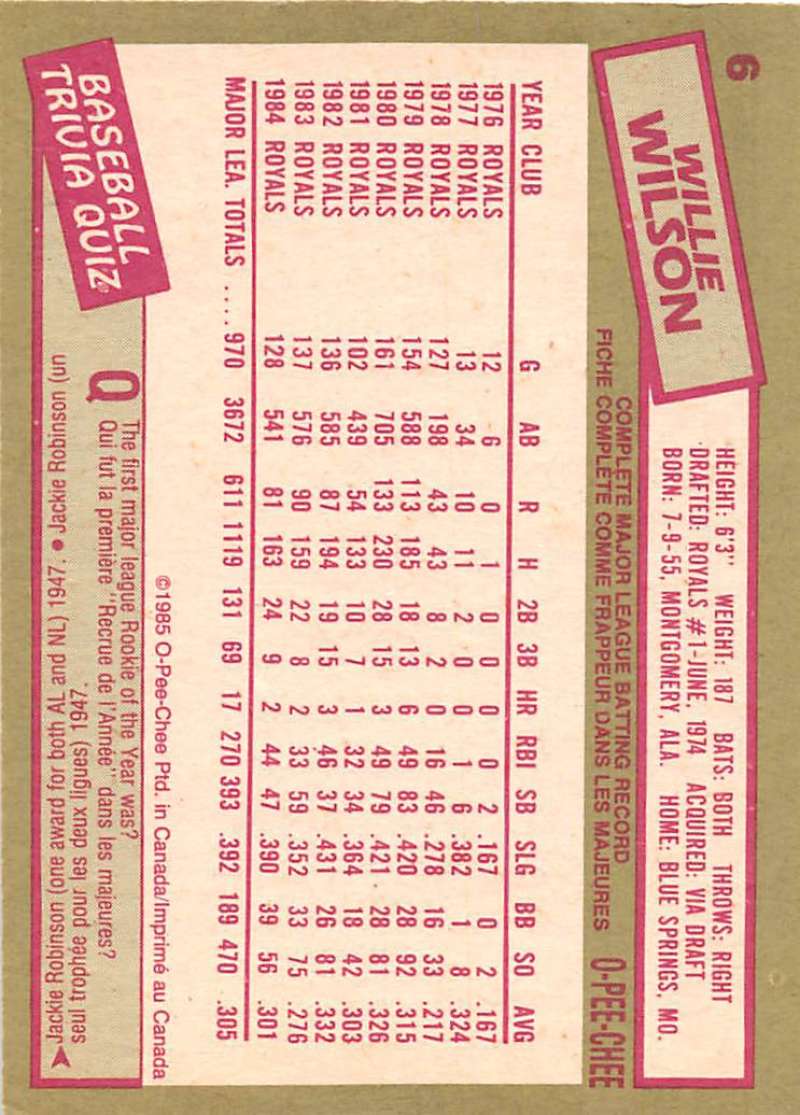 6
WILLIE
WILSON
HEIGHT: 6'3" WEIGHT: 187 BATS: BOTH THROWS: RIGHT
DRAFTED: ROYALS #1-JUNE, 1974 ACQUIRED: VIA DRAFT
BORN: 7-9-55, MONTGOMERY, ALA. HOME: BLUE SPRINGS, MO.
COMPLETE MAJOR LEAGUE BATTING RECORD
FICHE COMPLÈTE COMME FRAPPEUR DANS LES MAJEURES O-PEE-CHEE
YEAR CLUB G AB R H 2B 3B HR RBI SB SLG BB SO AVG
1976 ROYALS 12 6 0 1 0 0 0 0 2 .167 0 2 .167
1977 ROYALS 13 34 10 11 2 0 0 1 6 .382 1 8 .324
1978 ROYALS 127 198 43 43 8 2 0 16 46 .278 16 33 .217
1979 ROYALS 154 588 113 185 18 13 6 49 83 .420 28 92 .315
1980 ROYALS 161 705 133 230 28 15 3 49 79 .421 28 81 .326
1981 ROYALS 102 439 54 133 10 7 1 32 34 .364 18 42 .303
1982 ROYALS 136 585 87 194 19 15 3 46 37 .431 26 81 .332
1983 ROYALS 137 576 90 159 22 8 2 33 59 .352 33 75 .276
1984 ROYALS 128 541 81 163 24 9 2 44 47 .390 39 56 .301
MAJOR LEA. TOTALS .... 970 3672 611 1119 131 69 17 270 393 .392 189 470 .305
©1985 O-Pee-Chee Ptd. in Canada/Imprimé au Canada
BASEBALL
TRIVIA QUIZ
Q The first major league Rookie of the Year was?
Qui fut la première "Recrue de l'Année" dans les majeures?
Jackie Robinson (one award for both AL and NL) 1947. • Jackie Robinson (un
seul trophée pour les deux ligues) 1947.